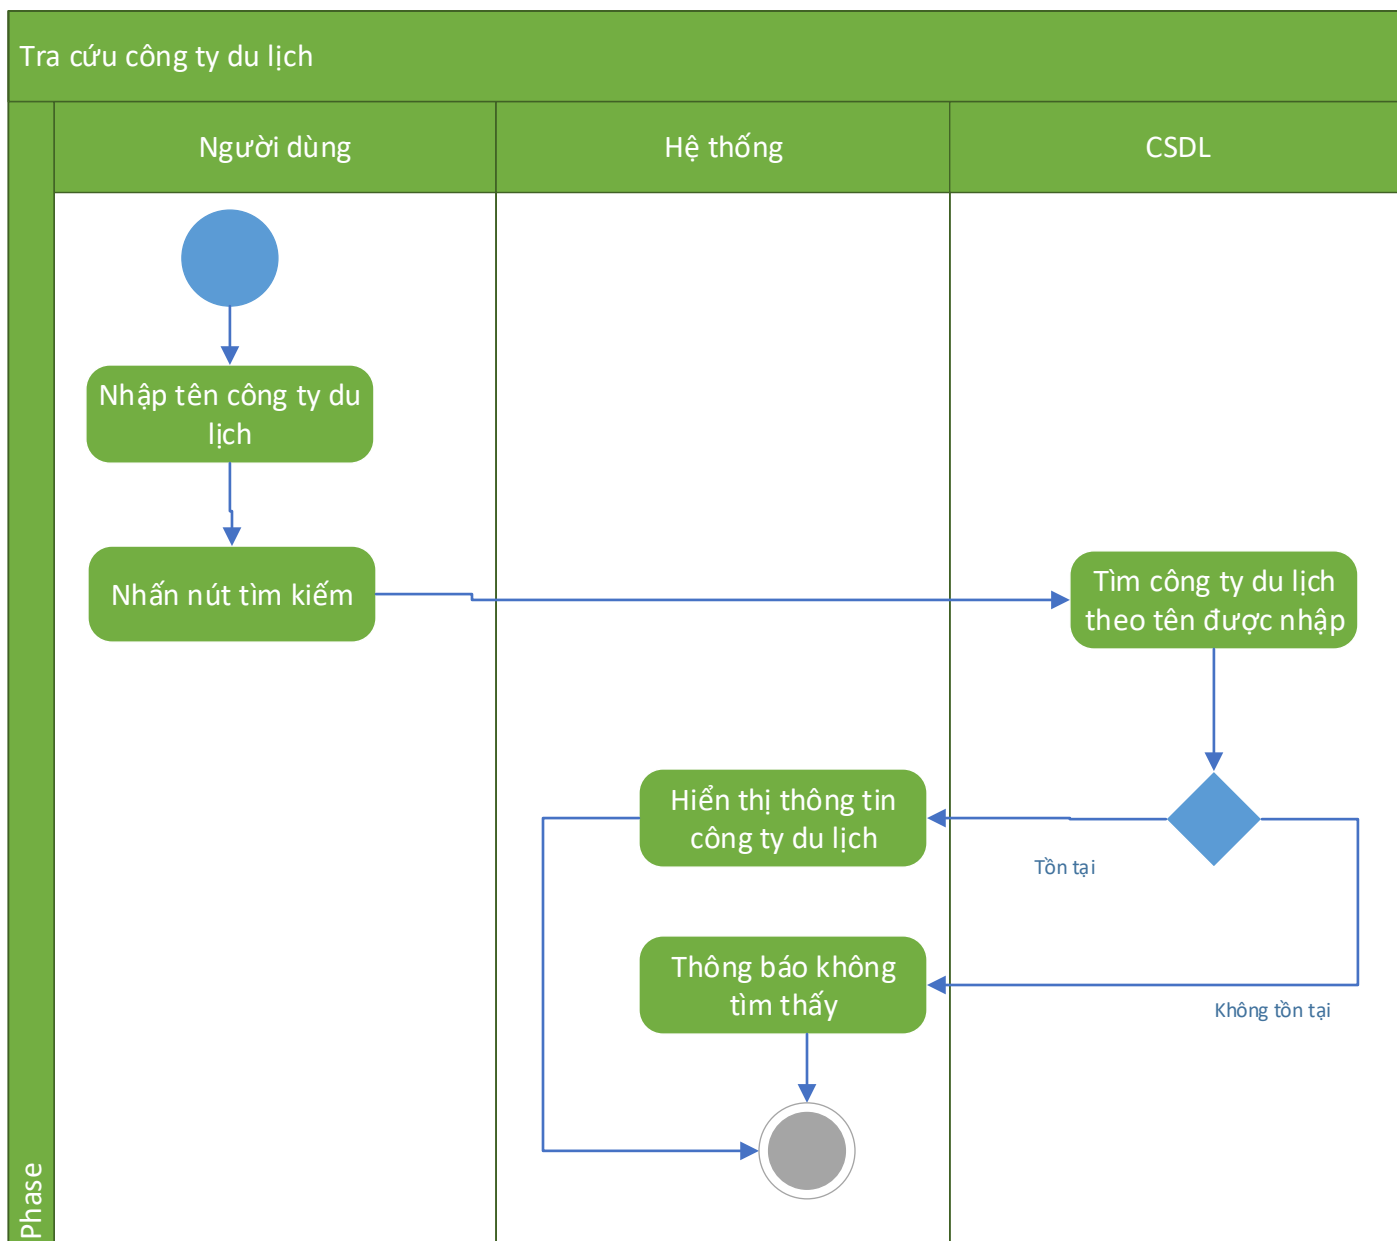 Tra cứu công ty du lịch
Người dùng
Hệ thống
CSDL
Nhập tên công ty du
lịch
Nhấn nút tìm kiếm
Tìm công ty du lịch
theo tên được nhập
Hiển thị thông tin
công ty du lịch
Tồn tại
Thông báo không
tìm thấy
Không tồn tại
Phase